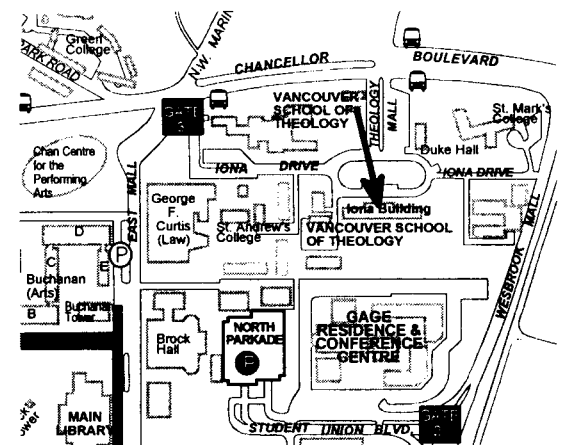 Green
College
PARK ROAD
N.W. MARIN
CHANCELLOR
BOULEVARD
GATE
3
VANCOUVER
SCHOOL OF
THEOLOGY
THEOLOGY
MALL
St. Mark's
College
Duke Hall
Chan Centre
for the
Performing
Arts
EAST MALL
IONA DRIVE
IONA DRIVE
George
F.
Curtis
(Law)
St. Andrew's
College
Iona Building
VANCOUVER SCHOOL
OF THEOLOGY
WESBROOK MALL
D
C
E
P
Buchanan
(Arts)
B
Buchanan
Tower
Brock
Hall
NORTH
PARKADE
P
GAGE
RESIDENCE &
CONFERENCE
CENTRE
MAIN
LIBRARY
ower
STUDENT UNION BLVD.
GATE